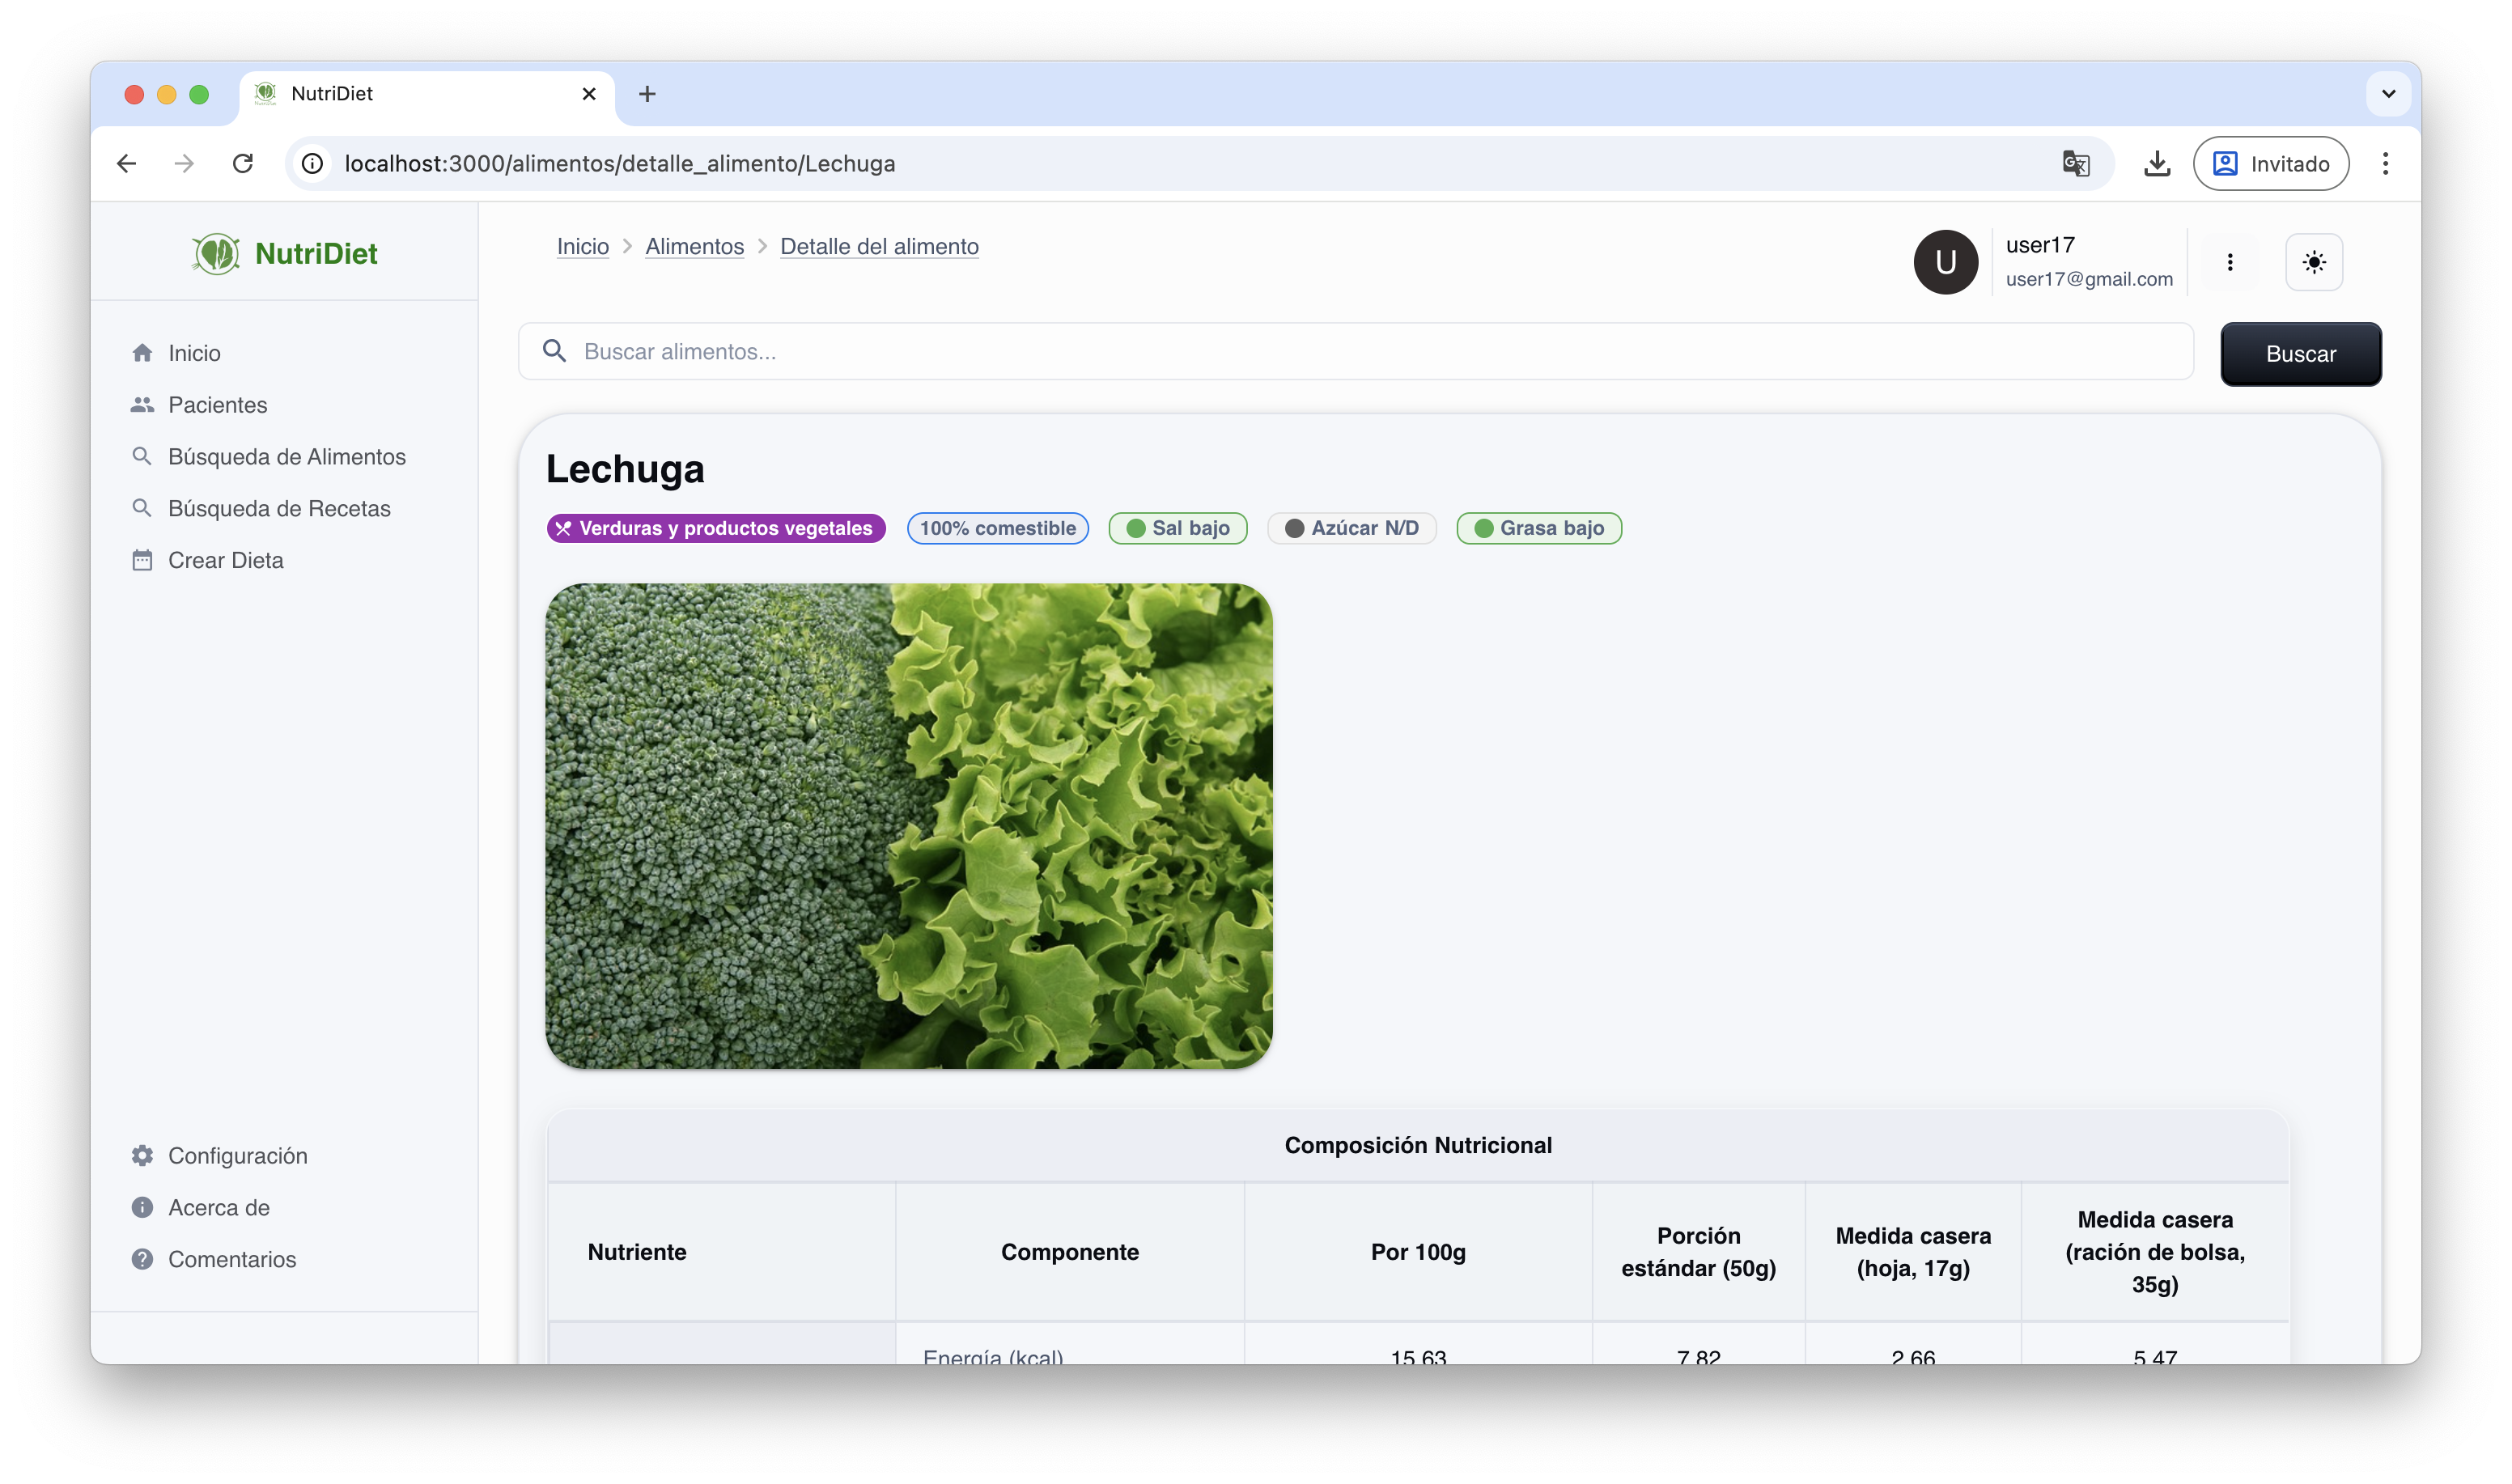 NutriDiet
localhost:3000/alimentos/detalle_alimento/Lechuga
Invitado
NutriDiet
Inicio
Pacientes
Búsqueda de Alimentos
Búsqueda de Recetas
Crear Dieta
Configuración
Acerca de
Comentarios
Inicio > Alimentos > Detalle del alimento
U
user17
user17@gmail.com
Buscar alimentos...
Buscar
Lechuga
Verduras y productos vegetales 100% comestible Sal bajo Azúcar N/D Grasa bajo
Composición Nutricional
Nutriente
Componente
Por 100g
Porción
estándar (50g)
Medida casera
(hoja, 17g)
Medida casera
(ración de bolsa,
35g)
Energía (kcal) 15.63 7.82 2.66 5.47